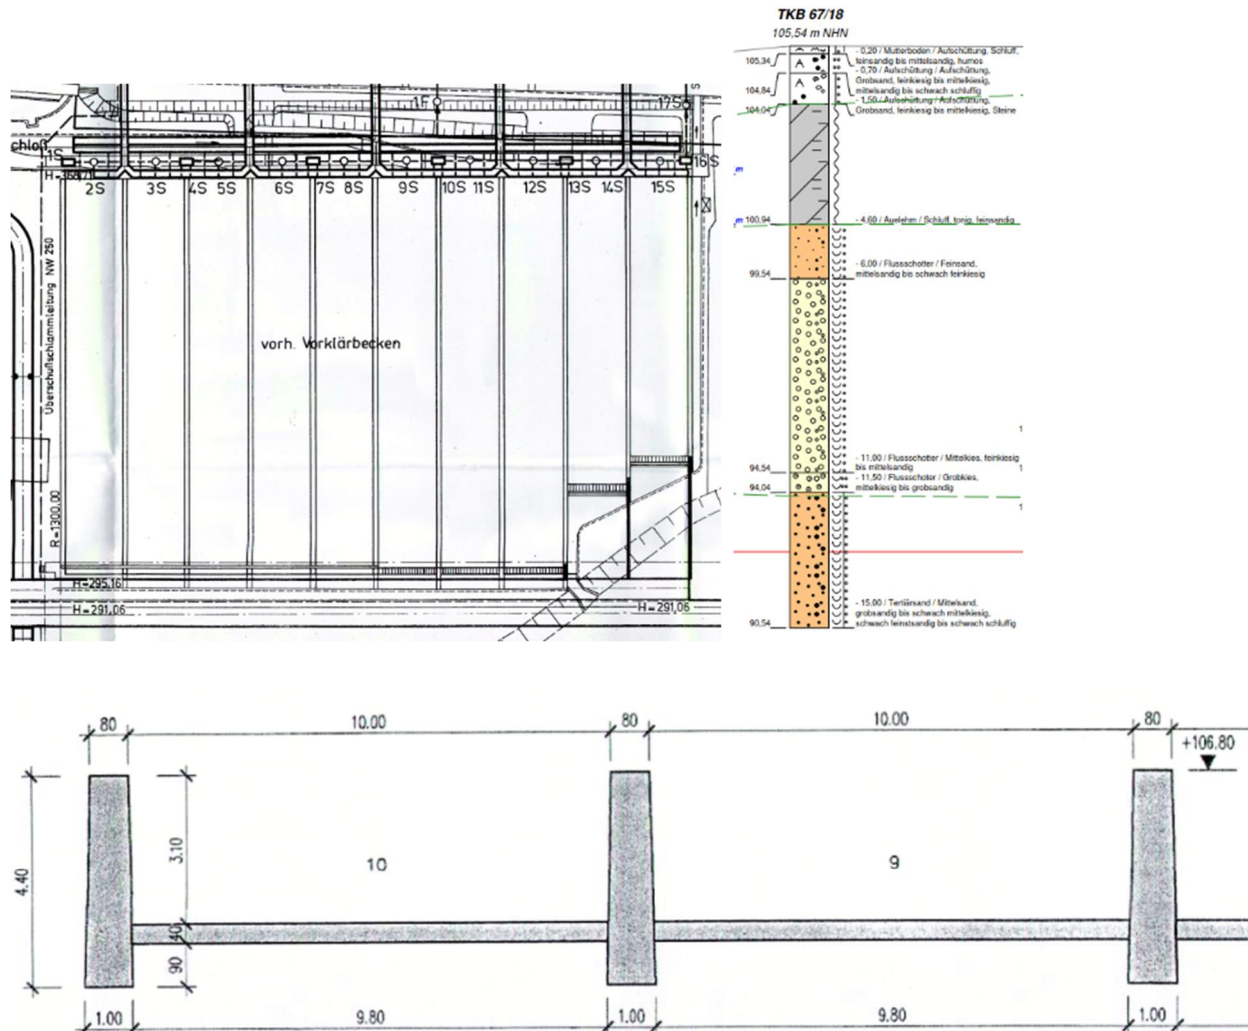 TKB 67/18
105,54 m NHN
105,34
- 0,20 / Mutterboden / Aufschüttung, Schluff,
feinsandig bis mittelsandig, humos
- 0,70 / Aufschüttung / Aufschüttung,
Grobsand, feinkiesig bis mittelkiesig,
mittelsandig bis schwach schluffig
104,84
- 1,50 / Aufschüttung / Aufschüttung,
Grobsand, feinkiesig bis mittelkiesig, Steine
104,04
m
m
100,94
- 4,60 / Auelehm / Schluff, tonig, feinsandig
- 6,00 / Flussschotter / Feinsand,
mittelsandig bis schwach feinkiesig
99,54
- 11,00 / Flussschotter / Mittelkies, feinkiesig
bis mittelsandig
94,54
- 11,50 / Flussschoter / Grobkies,
mittelkiesig bis grobsandig
94,04
- 15,00 / Tertiärsand / Mittelsand,
grobsandig bis schwach mittelkiesig,
schwach feinstsandig bis schwach schluffig
90,54
1F
17S
schloß
1S
16S
2S 3S 4S 5S 6S 7S 8S 9S 10S 11S 12S 13S 14S 15S
Überschußschlammleitung NW 250
vorh. Vorklärbecken
R=1300.00
H=295,16
H=291,06
H=291,06
80 10.00 80 10.00 80
+106.80
4.40
3.10
10
9
40
90
1.00 9.80 1.00 9.80 1.00